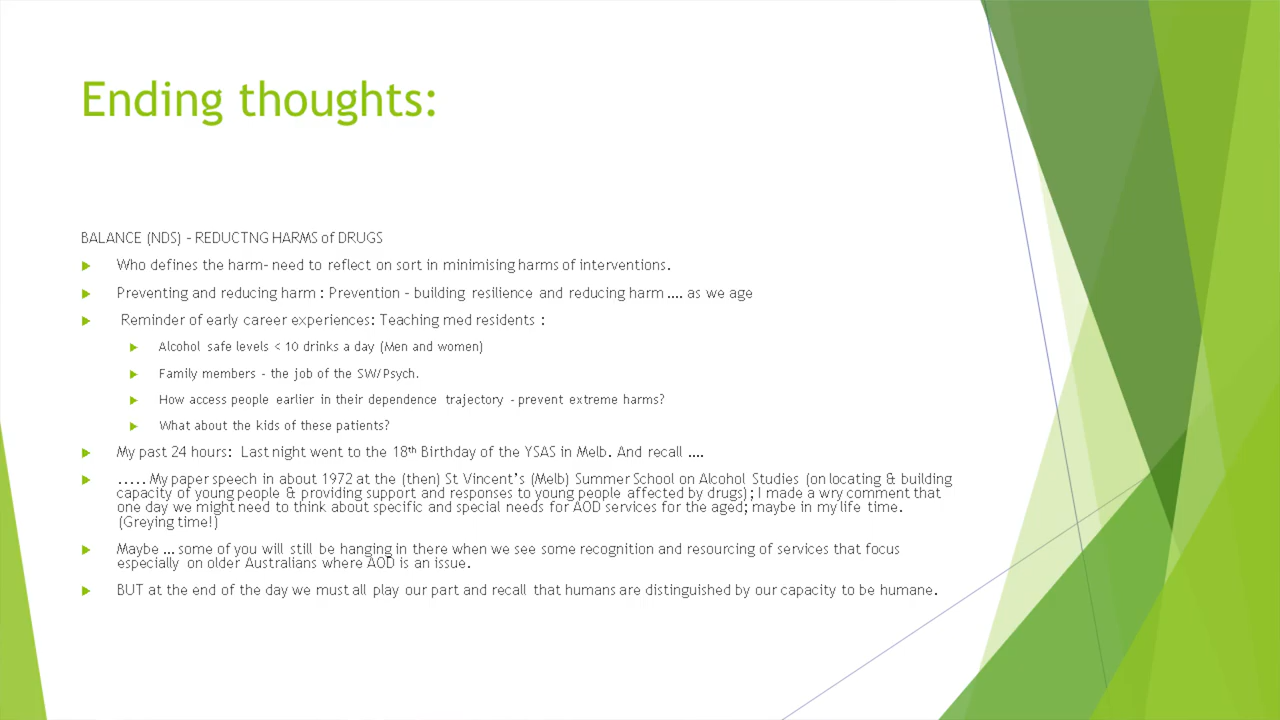 Ending thoughts:
BALANCE (NDS) - REDUCTNG HARMS of DRUGS
Who defines the harm- need to reflect on sort in minimising harms of interventions.
Preventing and reducing harm : Prevention - building resilience and reducing harm .... as we age
Reminder of early career experiences: Teaching med residents :
Alcohol safe levels < 10 drinks a day (Men and women)
Family members - the job of the SW/Psych.
How access people earlier in their dependence trajectory - prevent extreme harms?
What about the kids of these patients?
My past 24 hours: Last night went to the 18th Birthday of the YSAS in Melb. And recall ....
..... My paper speech in about 1972 at the (then) St Vincent's (Melb) Summer School on Alcohol Studies (on locating & building
capacity of young people & providing support and responses to young people affected by drugs); I made a wry comment that
one day we might need to think about specific and special needs for AOD services for the aged; maybe in my life time.
(Greying time!)
Maybe ... some of you will still be hanging in there when we see some recognition and resourcing of services that focus
especially on older Australians where AOD is an issue.
BUT at the end of the day we must all play our part and recall that humans are distinguished by our capacity to be humane.